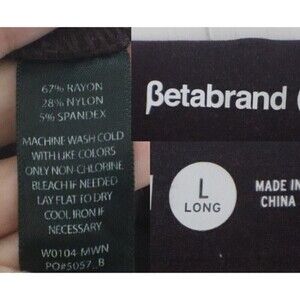 67% RAYON
28% NYLON
5% SPANDEX
MACHINE WASH COLD
WITH LIKE COLORS
ONLY NON-CHLORINE
BLEACH IF NEEDED
LAY FLAT TO DRY
COOL IRON IF
NECESSARY
W0104-MWN
PO#5057_B
βetabrand
L
LONG
MADE IN
CHINA